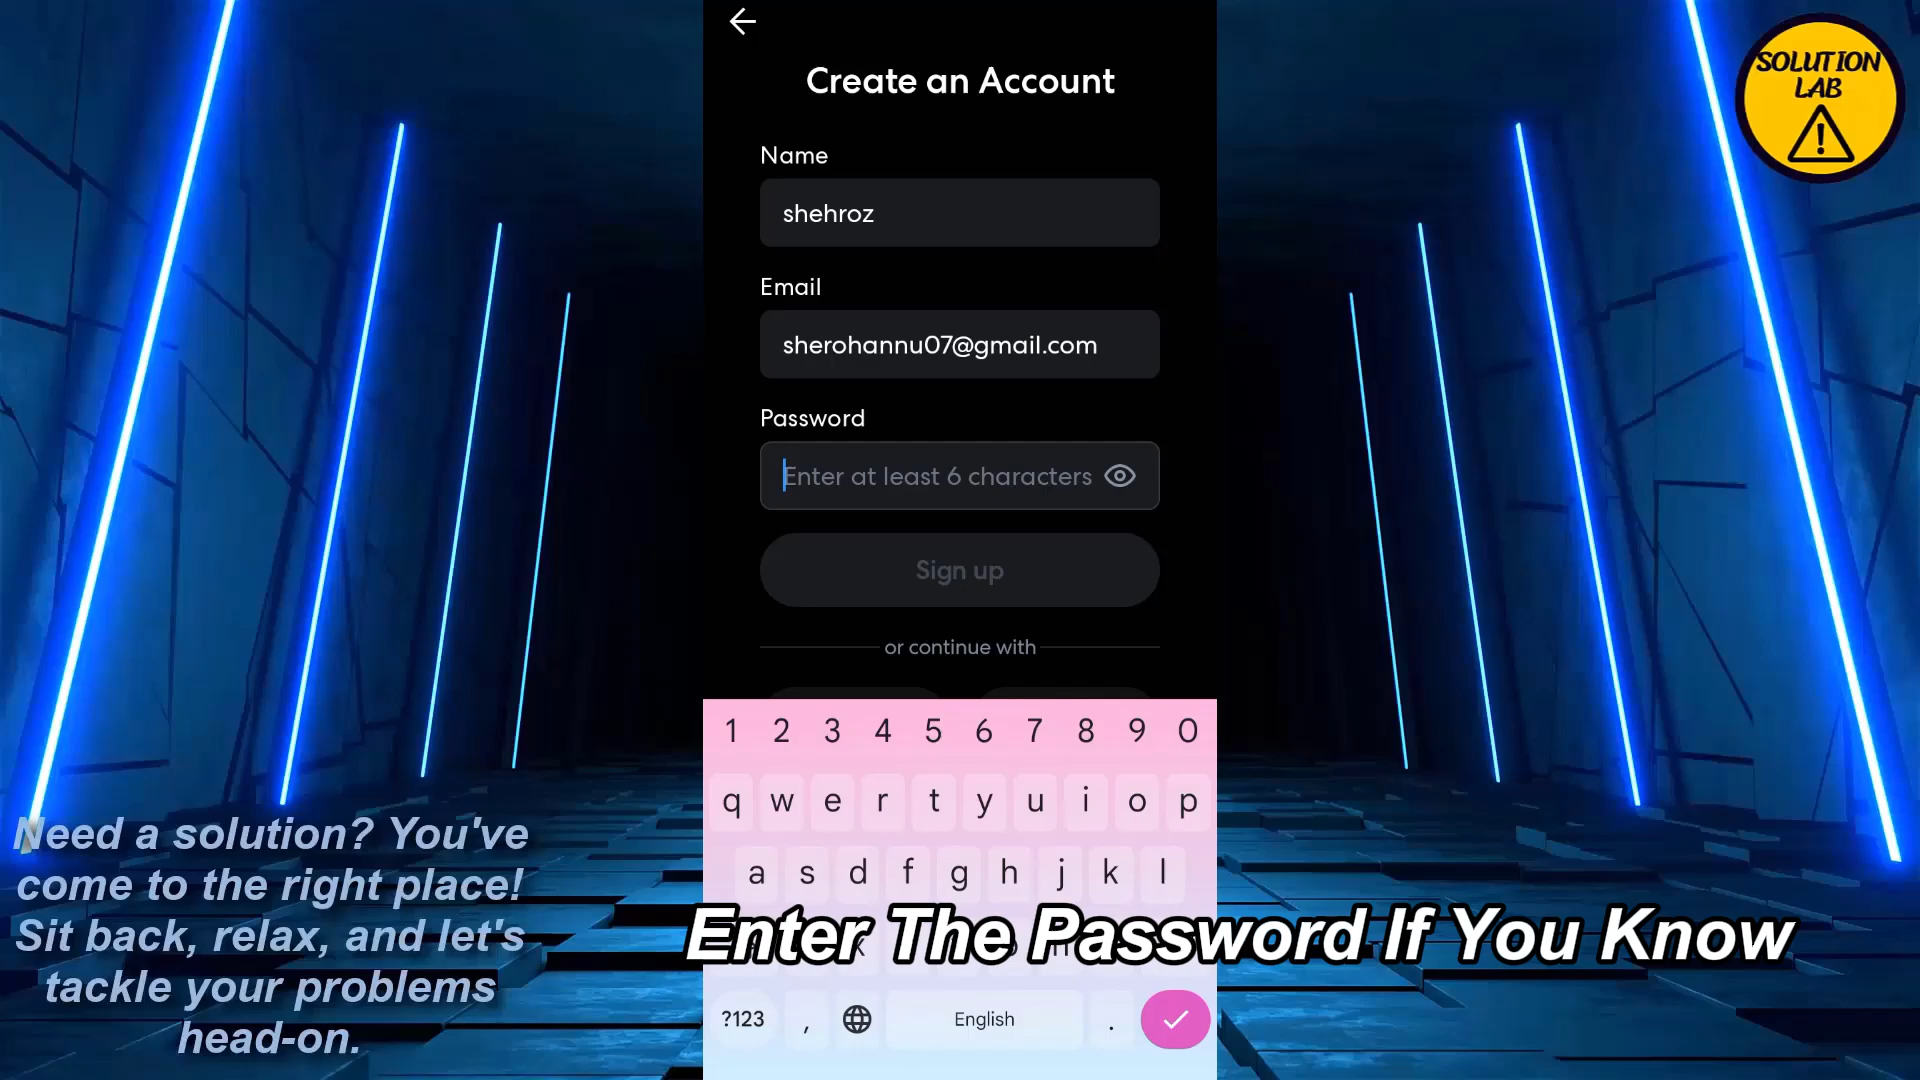 SOLUTION
LAB
Create an Account
Name
shehroz
Email
sherohannu07@gmail.com
Password
Enter at least 6 characters
Sign up
or continue with
1 2 3 4 5 6 7 8 9 0
q w e r t y u i o p
a s d f g h j k l
Enter The Password If You Know
?123 , English .
Need a solution? You've
come to the right place!
Sit back, relax, and let's
tackle your problems
head-on.